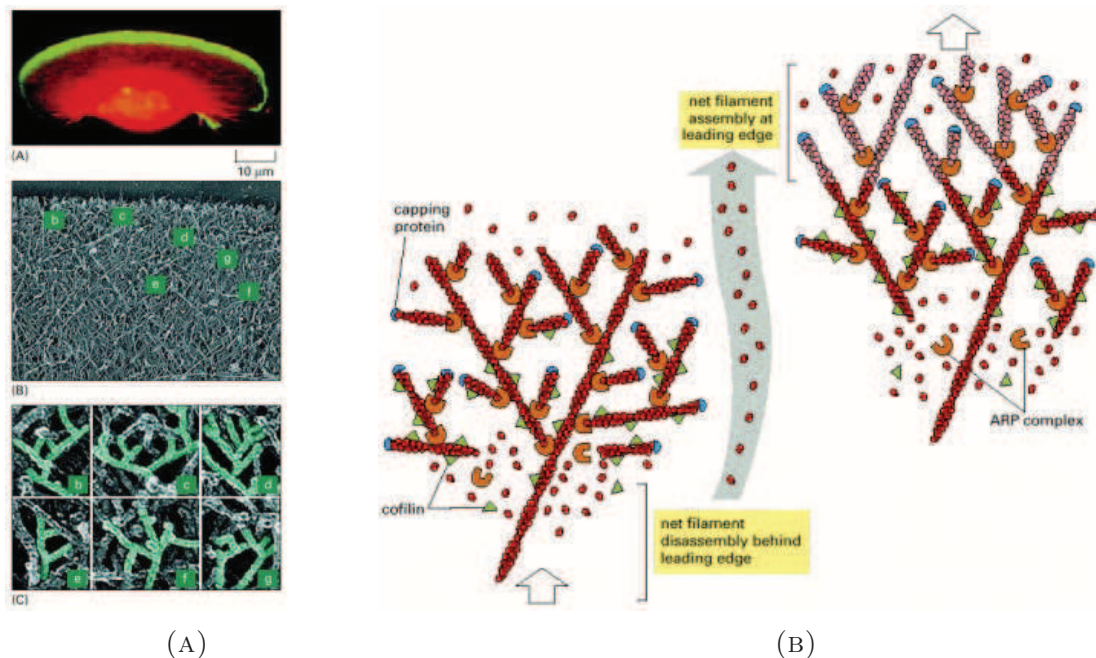 (A)
10 μm
b
c
d
g
e
f
(B)
b
c
d
e
f
g
(C)
(A)
net filament
assembly at
leading edge
capping
protein
ARP complex
cofilin
net filament
disassembly behind
leading edge
(B)